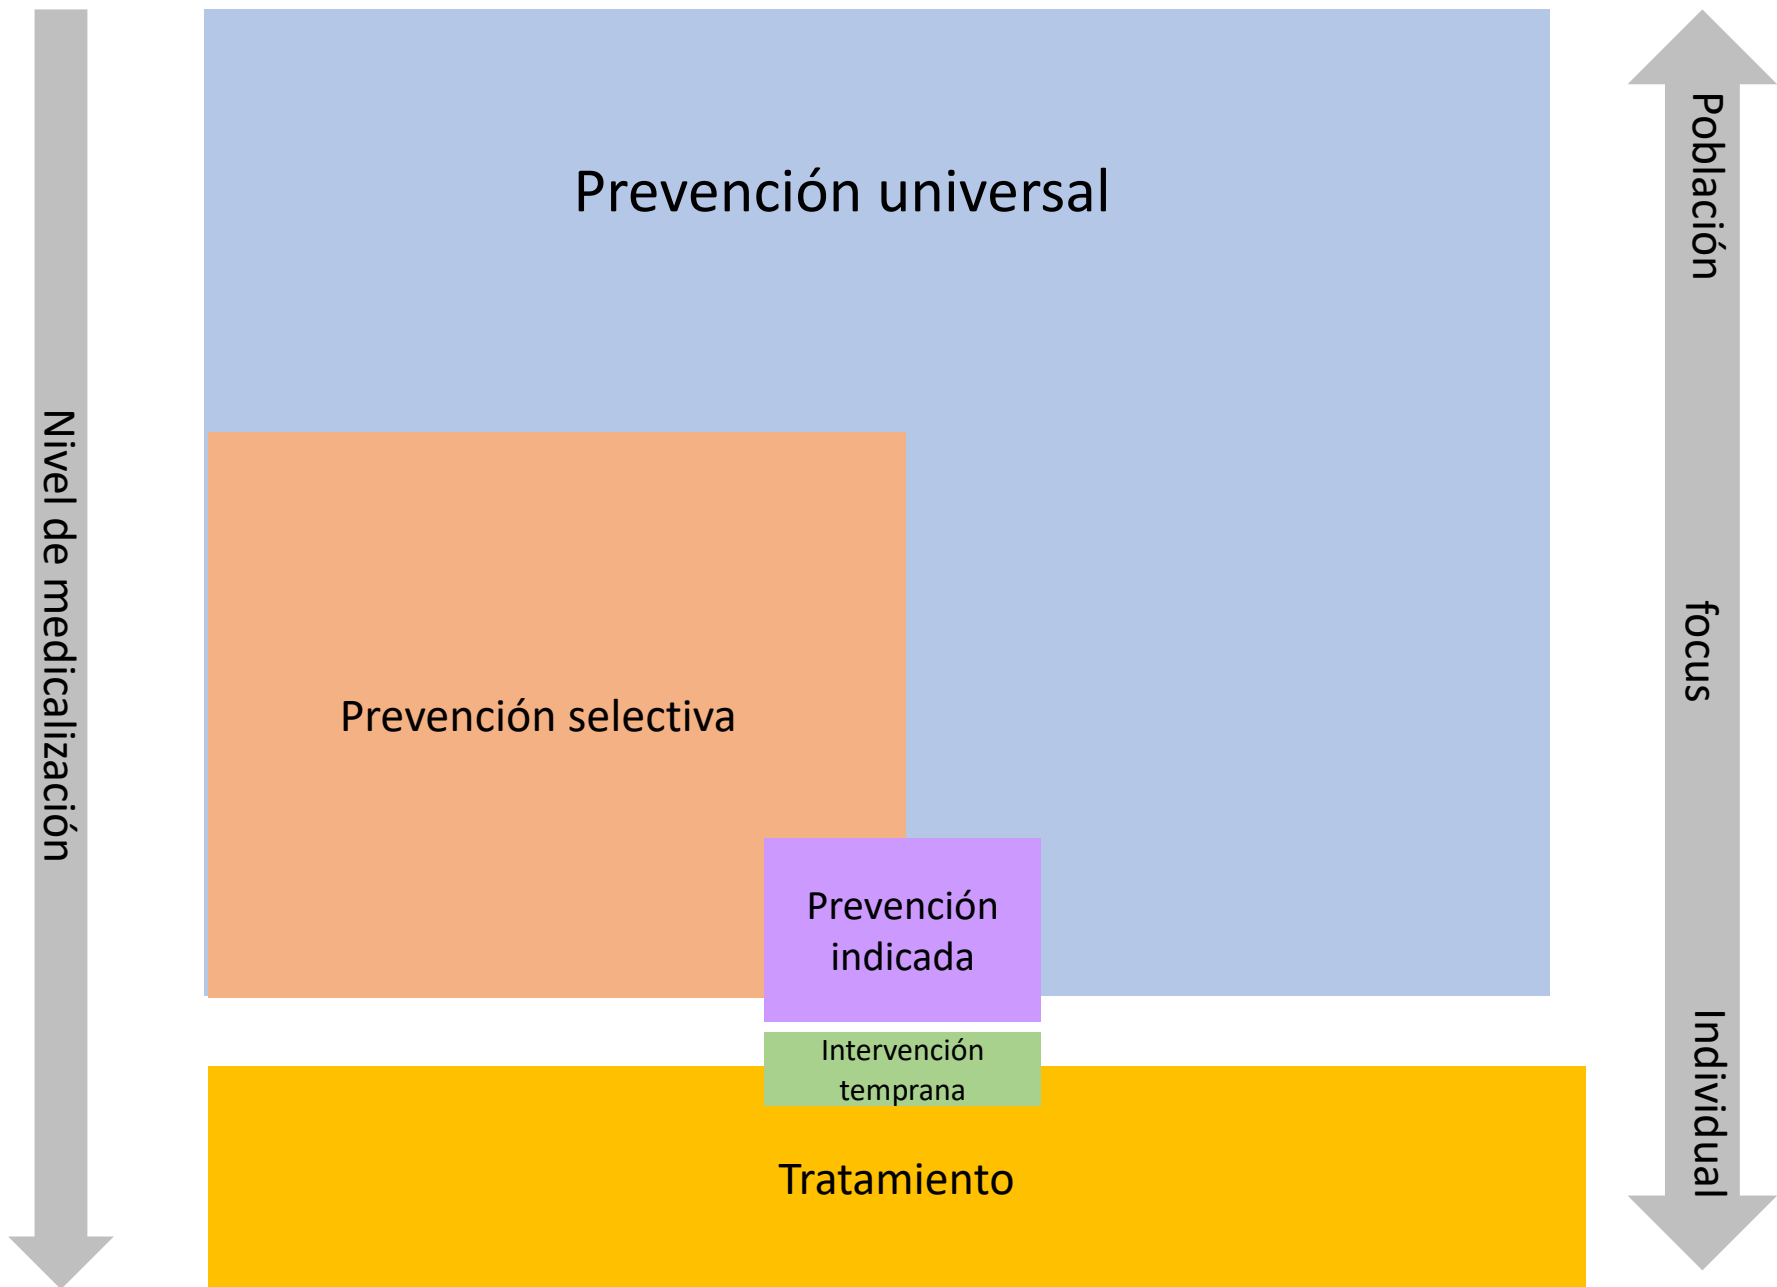 Prevención universal
Población
Nivel de medicalización
focus
Prevención selectiva
Prevención
indicada
Individual
Intervención
temprana
Tratamiento